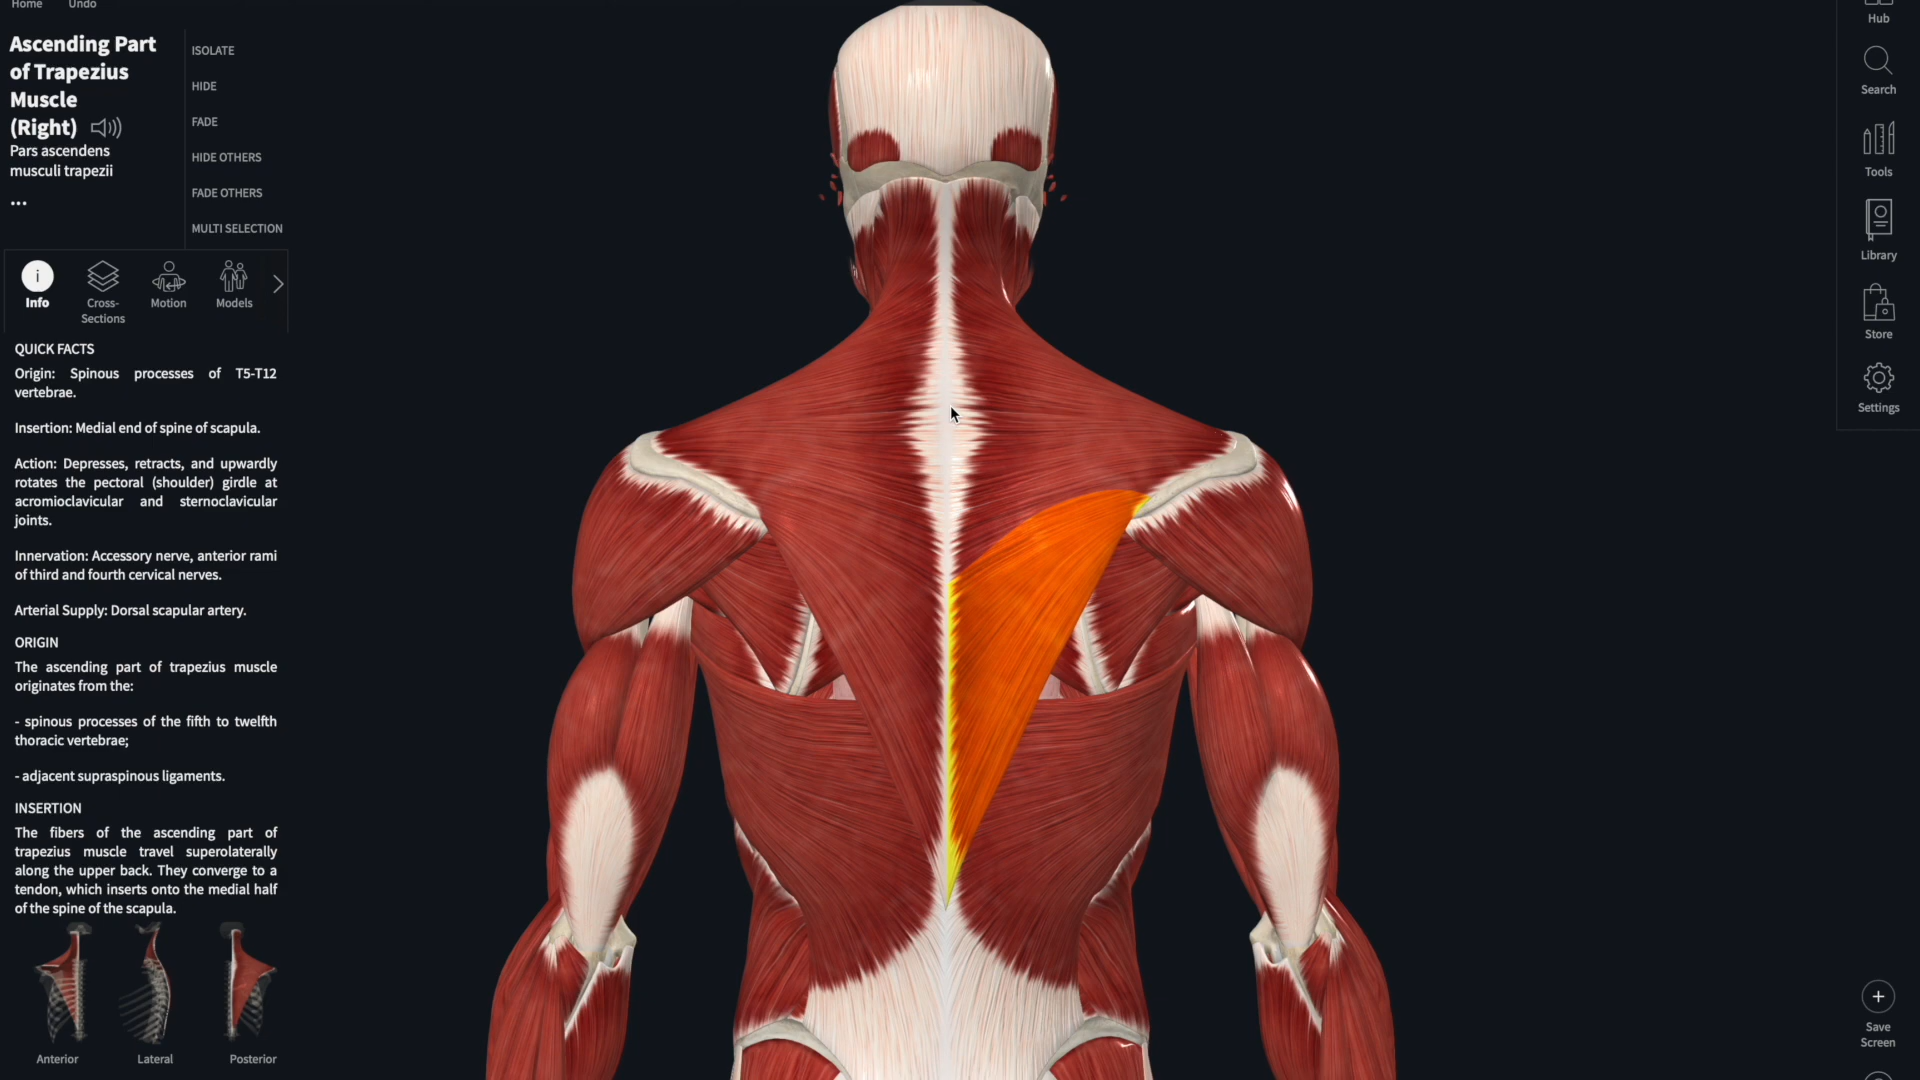 Home Undo
Ascending Part
of Trapezius
Muscle
(Right)
Pars ascendens
musculi trapezii
...
ISOLATE
HIDE
FADE
HIDE OTHERS
FADE OTHERS
MULTI SELECTION
i
Info
Cross-
Sections
Motion
Models
QUICK FACTS
Origin: Spinous processes of T5-T12
vertebrae.
Insertion: Medial end of spine of scapula.
Action: Depresses, retracts, and upwardly
rotates the pectoral (shoulder) girdle at
acromioclavicular and sternoclavicular
joints.
Innervation: Accessory nerve, anterior rami
of third and fourth cervical nerves.
Arterial Supply: Dorsal scapular artery.
ORIGIN
The ascending part of trapezius muscle
originates from the:
- spinous processes of the fifth to twelfth
thoracic vertebrae;
- adjacent supraspinous ligaments.
INSERTION
The fibers of the ascending part of
trapezius muscle travel superolaterally
along the upper back. They converge to a
tendon, which inserts onto the medial half
of the spine of the scapula.
Anterior
Lateral
Posterior
Hub
Search
Tools
Library
Store
Settings
Save
Screen